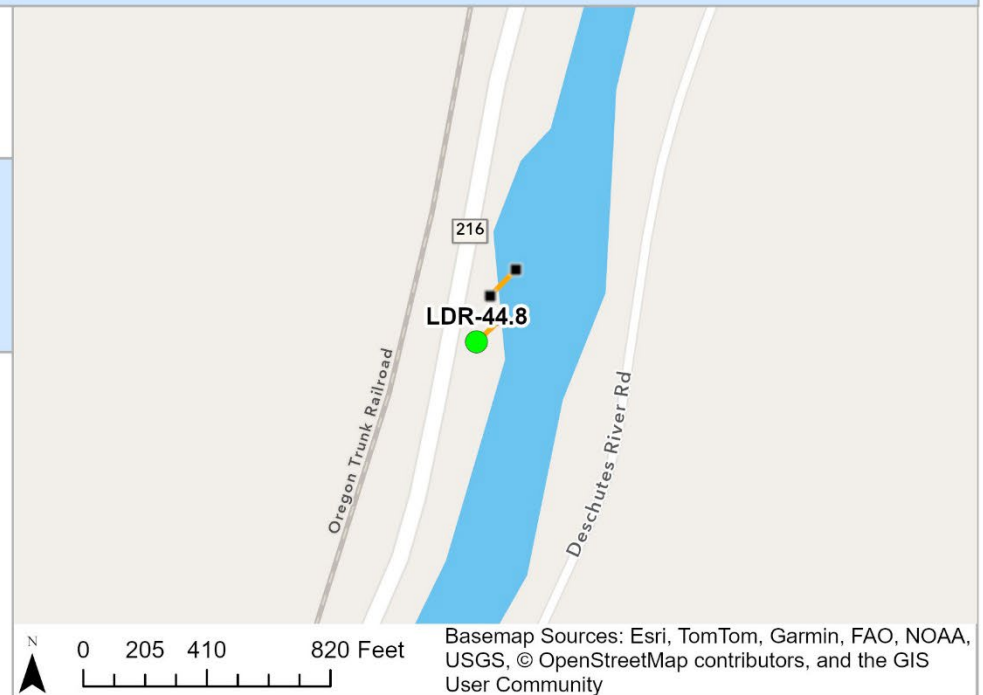 216
LDR-44.8
Oregon Trunk Railroad
Deschutes River Rd
N
0 205 410 820 Feet
Basemap Sources: Esri, TomTom, Garmin, FAO, NOAA,
USGS, © OpenStreetMap contributors, and the GIS
User Community